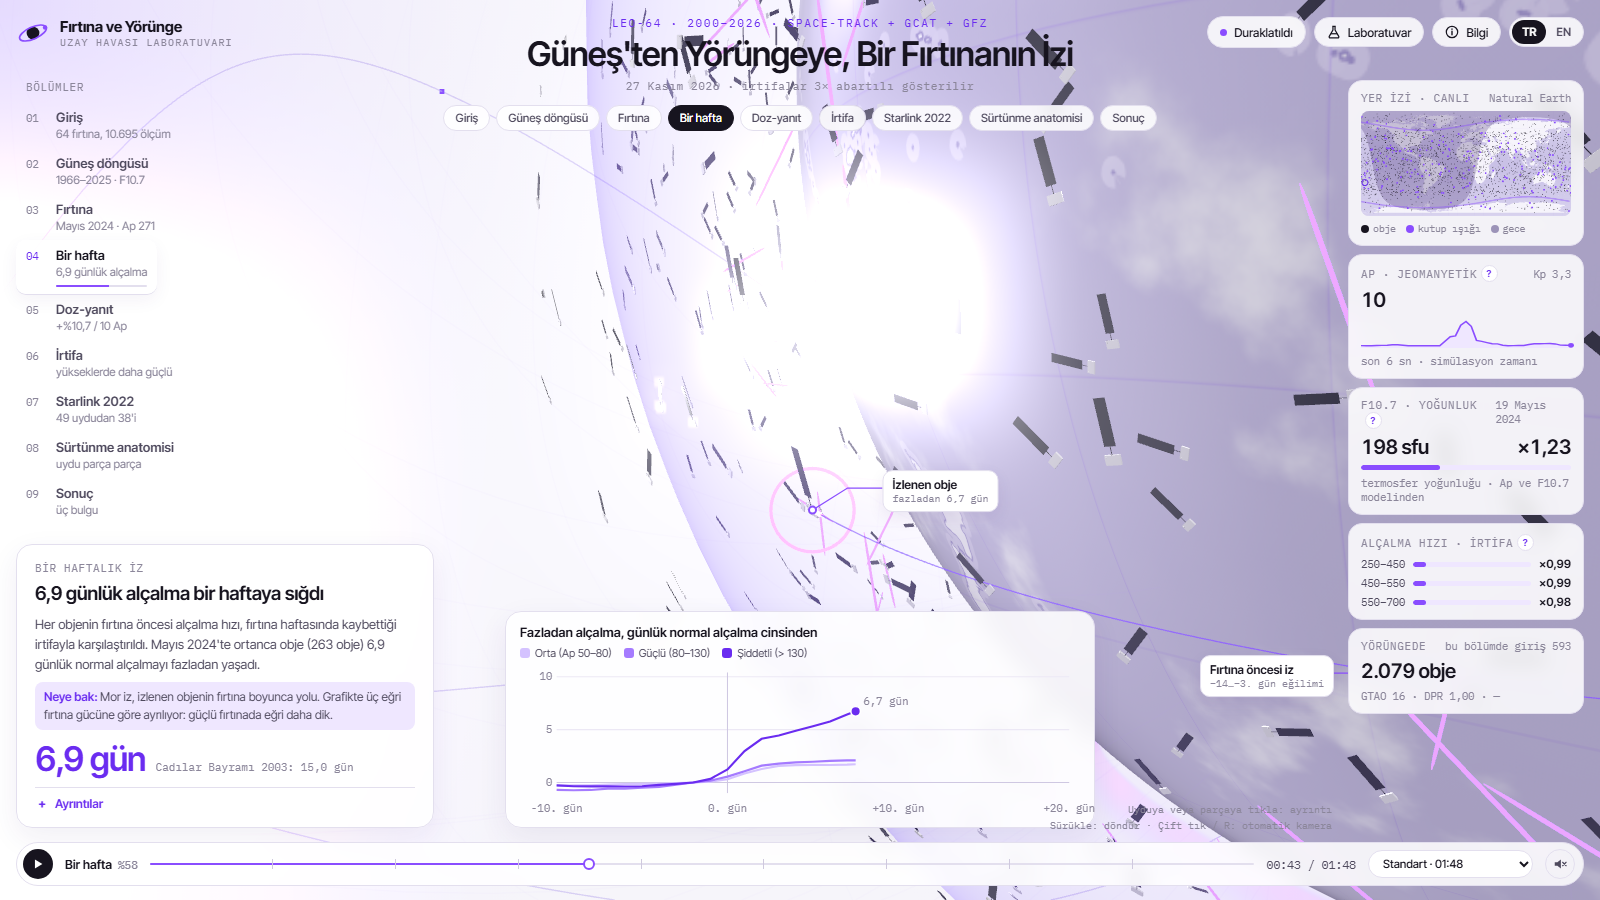 Fırtına ve Yörünge
UZAY HAVASI LABORATUVARI
LEO-64 · 2000–2026 · SPACE-TRACK + GCAT + GFZ
Güneş'ten Yörüngeye, Bir Fırtınanın İzi
27 Kasım 2026 · irtifalar 3× abartılı gösterilir
Giriş
Güneş döngüsü
Fırtına
Bir hafta
Doz-yanıt
İrtifa
Starlink 2022
Sürtünme anatomisi
Sonuç
Duraklatıldı
Laboratuvar
Bilgi
TR
EN
BÖLÜMLER
01 Giriş
64 fırtına, 10.695 ölçüm
02 Güneş döngüsü
1966–2025 · F10.7
03 Fırtına
Mayıs 2024 · Ap 271
04 Bir hafta
6,9 günlük alçalma
05 Doz-yanıt
+%10,7 / 10 Ap
06 İrtifa
yükseklerde daha güçlü
07 Starlink 2022
49 uydudan 38'i
08 Sürtünme anatomisi
uydu parça parça
09 Sonuç
üç bulgu
BİR HAFTALIK İZ
6,9 günlük alçalma bir haftaya sığdı
Her objenin fırtına öncesi alçalma hızı, fırtına haftasında kaybettiği
irtifayla karşılaştırıldı. Mayıs 2024'te ortanca obje (263 obje) 6,9
günlük normal alçalmayı fazladan yaşadı.
Neye bak: Mor iz, izlenen objenin fırtına boyunca yolu. Grafikte üç eğri
fırtına gücüne göre ayrılıyor: güçlü fırtınada eğri daha dik.
6,9 gün Cadılar Bayramı 2003: 15,0 gün
+ Ayrıntılar
İzlenen obje
fazladan 6,7 gün
Fazladan alçalma, günlük normal alçalma cinsinden
Orta (Ap 50–80)
Güçlü (80–130)
Şiddetli (> 130)
10
5
0
6,7 gün
-10. gün
0. gün
+10. gün
+20. gün
Fırtına öncesi iz
−14…−3. gün eğilimi
Uyduya veya parçaya tıkla: ayrıntı
Sürükle: döndür · Çift tık / R: otomatik kamera
YER İZİ · CANLI Natural Earth
obje
kutup ışığı
gece
AP · JEOMANYETİK ? Kp 3,3
10
son 6 sn · simülasyon zamanı
F10.7 · YOĞUNLUK ? 19 Mayıs
2024
198 sfu ×1,23
termosfer yoğunluğu · Ap ve F10.7
modelinden
ALÇALMA HIZI · İRTİFA ?
250–450 ×0,99
450–550 ×0,99
550–700 ×0,98
YÖRÜNGEDE bu bölümde giriş 593
2.079 obje
GTAO 16 · DPR 1,00 · —
Bir hafta %58
00:43 / 01:48
Standart · 01:48